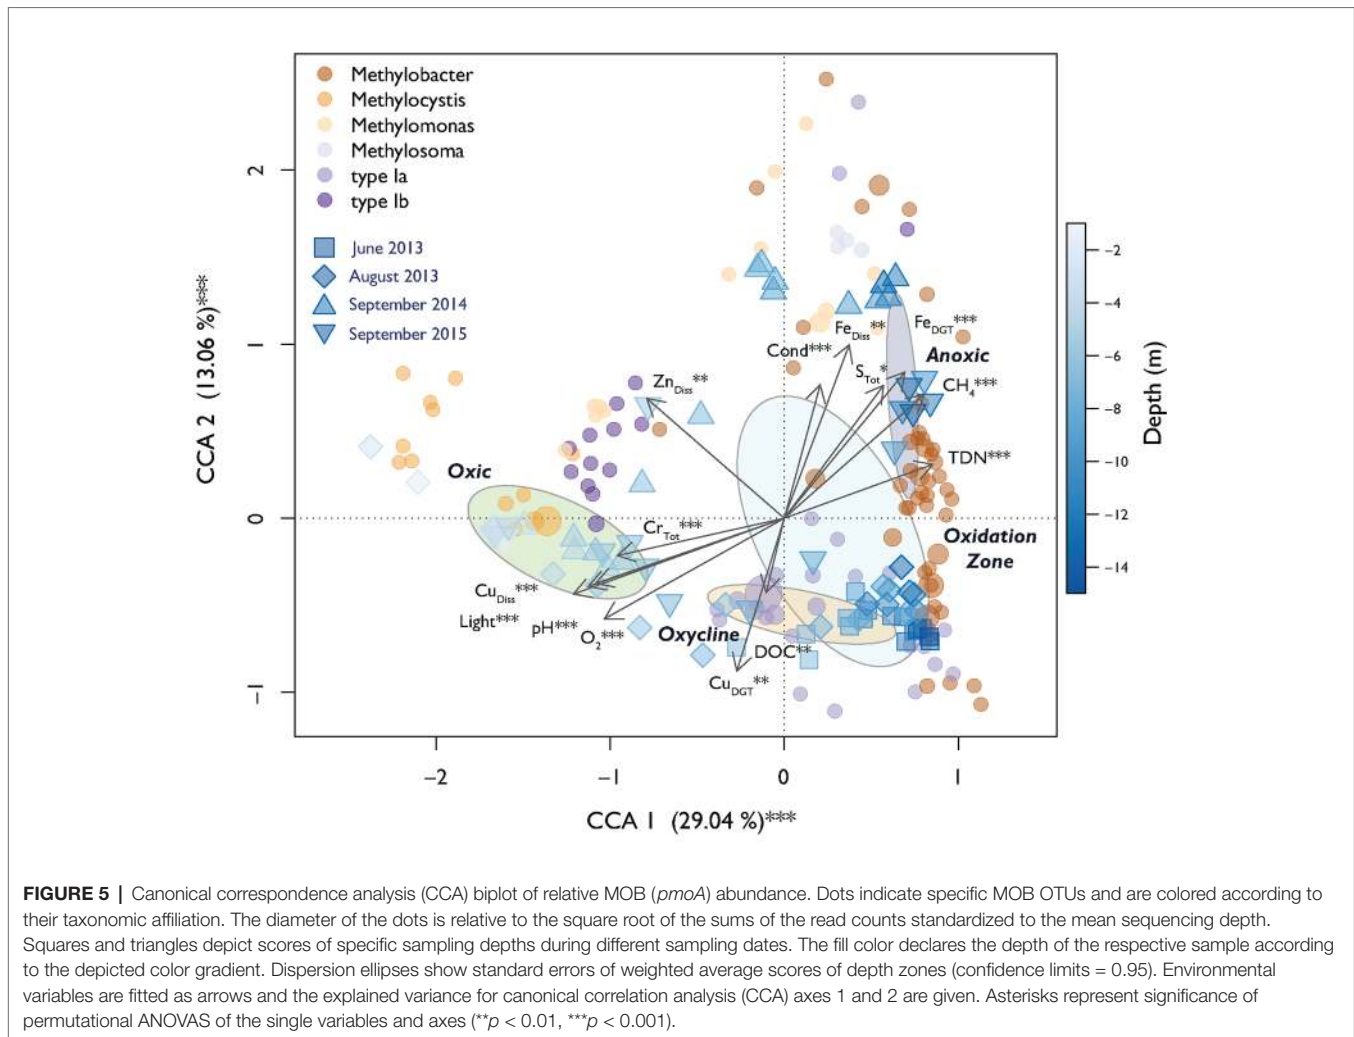 Methylobacter
Methylocystis
Methylomonas
Methylosoma
type Ia
type Ib
June 2013
August 2013
September 2014
September 2015
CCA 2 (13.06 %)***
2
1
0
−1
Fe_Diss**
Fe_DGT***
Cond***
Anoxic
S_Tot*
CH_4***
Zn_Diss**
TDN***
Oxic
Cr_Tot***
Oxidation
Zone
Cu_Diss***
Light***
pH***
O_2***
Oxycline
DOC**
Cu_DGT**
−2
−1
0
1
CCA 1 (29.04 %)***
Depth (m)
−2
−4
−6
−8
−10
−12
−14
FIGURE 5 | Canonical correspondence analysis (CCA) biplot of relative MOB (pmoA) abundance. Dots indicate specific MOB OTUs and are colored according to
their taxonomic affiliation. The diameter of the dots is relative to the square root of the sums of the read counts standardized to the mean sequencing depth.
Squares and triangles depict scores of specific sampling depths during different sampling dates. The fill color declares the depth of the respective sample according
to the depicted color gradient. Dispersion ellipses show standard errors of weighted average scores of depth zones (confidence limits = 0.95). Environmental
variables are fitted as arrows and the explained variance for canonical correlation analysis (CCA) axes 1 and 2 are given. Asterisks represent significance of
permutational ANOVAS of the single variables and axes (**p < 0.01, ***p < 0.001).